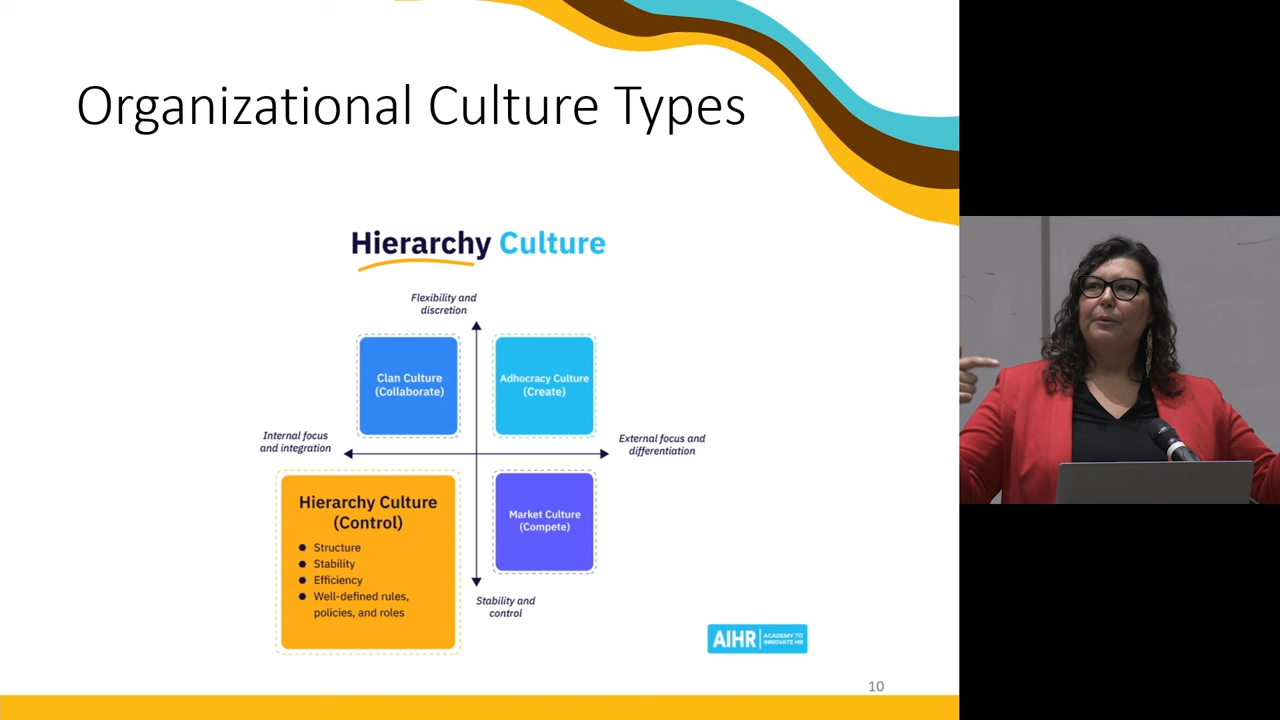 Organizational Culture Types
Hierarchy Culture
Flexibility and
discretion
Clan Culture
(Collaborate)
Adhocracy Culture
(Create)
Internal focus
and integration
External focus and
differentiation
Hierarchy Culture
(Control)
Structure
Stability
Efficiency
Well-defined rules,
policies, and roles
Market Culture
(Compete)
Stability and
control
AIHR
ACADEMY TO
INNOVATE HR
10